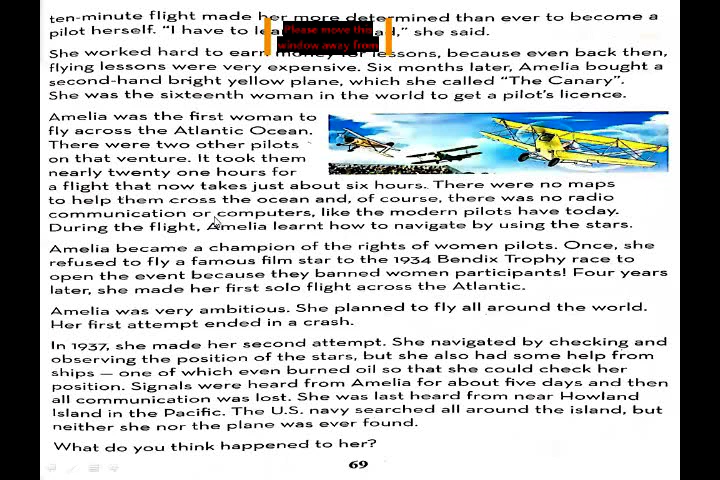 ten-minute flight made her more determined than ever to become a
pilot herself. "I have to ," she said.
Please move this
window away from
She worked hard to earn money for lessons, because even back then,
flying lessons were very expensive. Six months later, Amelia bought a
second-hand bright yellow plane, which she called "The Canary".
She was the sixteenth woman in the world to get a pilot's licence.
Amelia was the first woman to
fly across the Atlantic Ocean.
There were two other pilots
on that venture. It took them
nearly twenty one hours for
a flight that now takes just about six hours. There were no maps
to help them cross the ocean and, of course, there was no radio
communication or computers, like the modern pilots have today.
During the flight, Amelia learnt how to navigate by using the stars.
Amelia became a champion of the rights of women pilots. Once, she
refused to fly a famous film star to the 1934 Bendix Trophy race to
open the event because they banned women participants! Four years
later, she made her first solo flight across the Atlantic.
Amelia was very ambitious. She planned to fly all around the world.
Her first attempt ended in a crash.
In 1937, she made her second attempt. She navigated by checking and
observing the position of the stars, but she also had some help from
ships – one of which even burned oil so that she could check her
position. Signals were heard from Amelia for about five days and then
all communication was lost. She was last heard from near Howland
Island in the Pacific. The U.S. navy searched all around the island, but
neither she nor the plane was ever found.
What do you think happened to her?
69